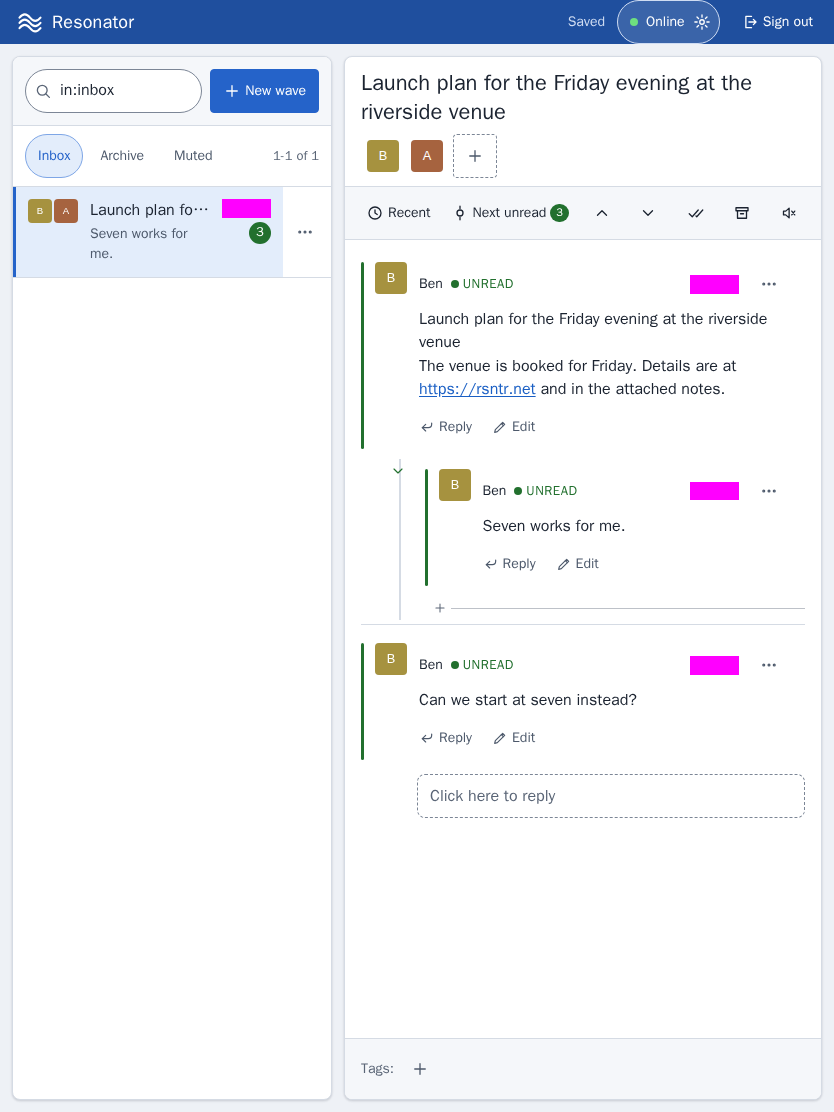 Resonator
Saved
Online
Sign out
in:inbox
New wave
Inbox
Archive
Muted
1-1 of 1
B
A
Launch plan fo…
Seven works for
me.
3
Launch plan for the Friday evening at the
riverside venue
B
A
Recent
Next unread 3
B
Ben
UNREAD
Launch plan for the Friday evening at the riverside
venue
The venue is booked for Friday. Details are at
https://rsntr.net and in the attached notes.
Reply
Edit
B
Ben
UNREAD
Seven works for me.
Reply
Edit
B
Ben
UNREAD
Can we start at seven instead?
Reply
Edit
Click here to reply
Tags: